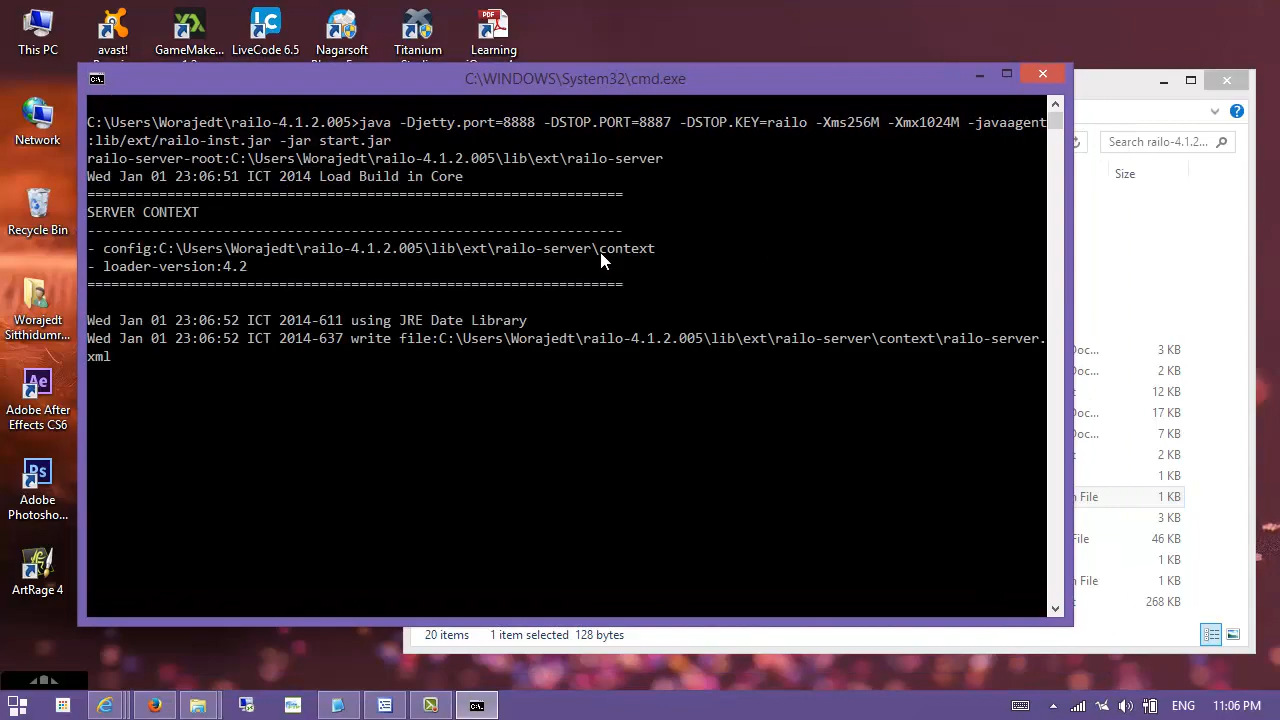 This PC
avast!
GameMake...
LiveCode 6.5
Nagarsoft
Titanium
Learning
C:\WINDOWS\System32\cmd.exe
C:\Users\Worajedt\railo-4.1.2.005>java -Djetty.port=8888 -DSTOP.PORT=8887 -DSTOP.KEY=railo -Xms256M -Xmx1024M -javaagent
:lib/ext/railo-inst.jar -jar start.jar
railo-server-root:C:\Users\Worajedt\railo-4.1.2.005\lib\ext\railo-server
Wed Jan 01 23:06:51 ICT 2014 Load Build in Core
===================================================================
SERVER CONTEXT
-------------------------------------------------------------------
- config:C:\Users\Worajedt\railo-4.1.2.005\lib\ext\railo-server\context
- loader-version:4.2
===================================================================
Wed Jan 01 23:06:52 ICT 2014-611 using JRE Date Library
Wed Jan 01 23:06:52 ICT 2014-637 write file:C:\Users\Worajedt\railo-4.1.2.005\lib\ext\railo-server\context\railo-server.
xml
Network
Recycle Bin
Worajedt
Sitthidumr...
Adobe After
Effects CS6
Adobe
Photosho...
ArtRage 4
Search railo-4.1.2...
Size
Doc... 3 KB
Doc... 2 KB
12 KB
Doc... 17 KB
Doc... 7 KB
2 KB
1 KB
File 1 KB
3 KB
File 46 KB
1 KB
File 1 KB
268 KB
20 items 1 item selected 128 bytes
ENG 11:06 PM